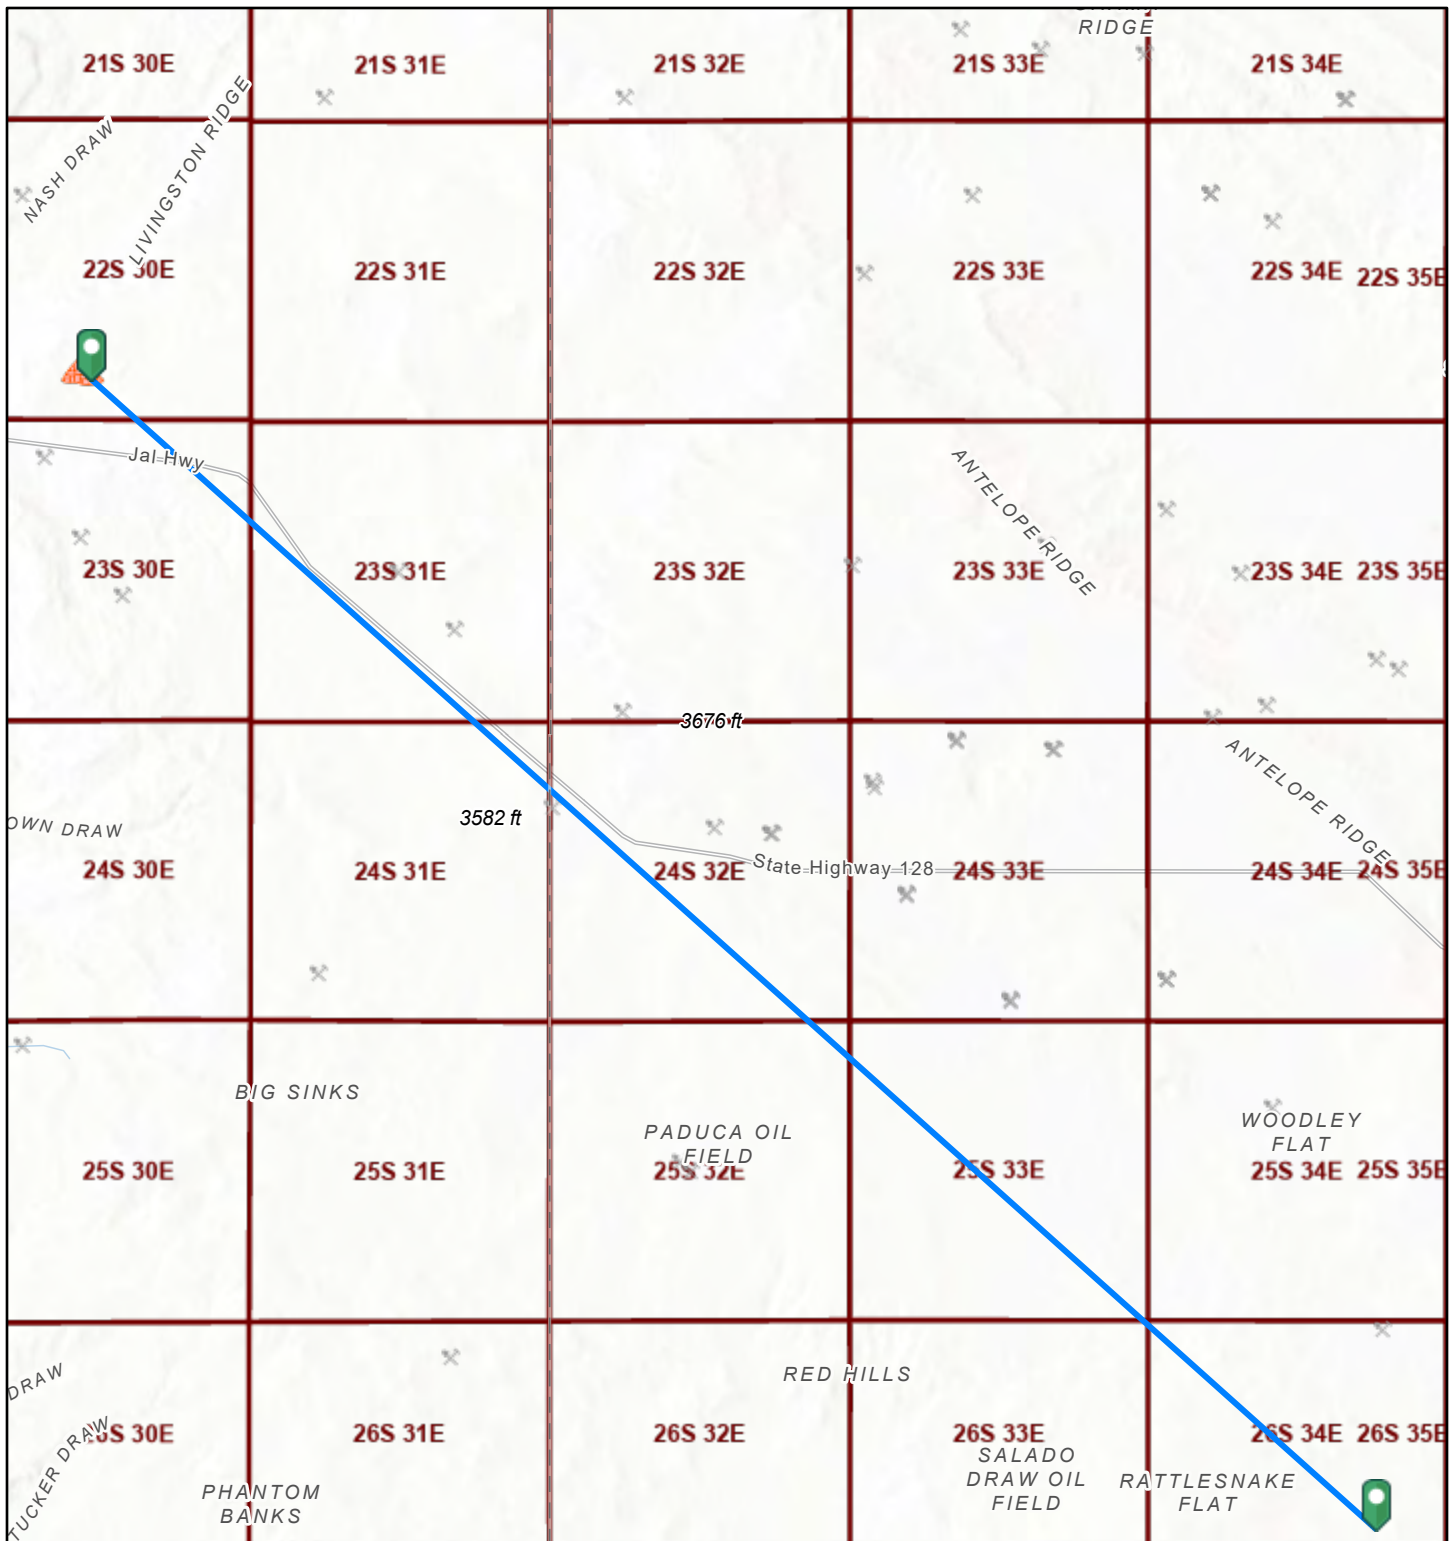 RIDGE
21S 30E
21S 31E
21S 32E
21S 33E
21S 34E
NASH DRAW
LIVINGSTON RIDGE
22S 30E
22S 31E
22S 32E
22S 33E
22S 34E
22S 35E
Jal Hwy
ANTELOPE RIDGE
23S 30E
23S 31E
23S 32E
23S 33E
23S 34E
23S 35E
3676 ft
ANTELOPE RIDGE
3582 ft
OWN DRAW
24S 30E
24S 31E
24S 32E
State Highway 128
24S 33E
24S 34E
24S 35E
BIG SINKS
PADUCA OIL
FIELD
WOODLEY
FLAT
25S 30E
25S 31E
25S 32E
25S 33E
25S 34E
25S 35E
RED HILLS
DRAW
TUCKER DRAW
26S 30E
26S 31E
26S 32E
26S 33E
26S 34E
26S 35E
SALADO
DRAW OIL
FIELD
RATTLESNAKE
FLAT
PHANTOM
BANKS